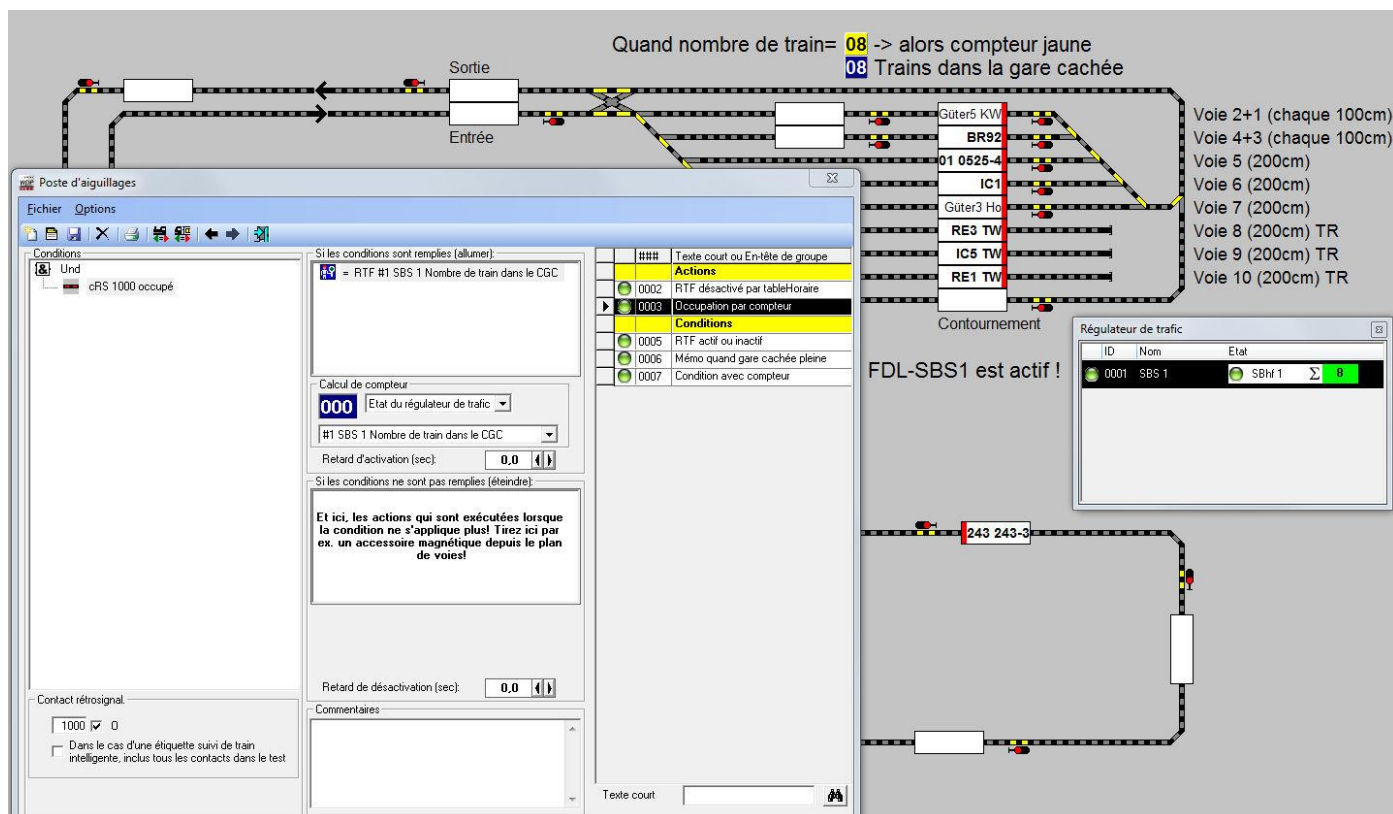 Quand nombre de train= 08 -> alors compteur jaune
08 Trains dans la gare cachée
Sortie
Entrée
Güter5 KW
BR92
01 0525-4
IC1
Güter3 Ho
RE3 TW
IC5 TW
RE1 TW
Contournement
Voie 2+1 (chaque 100cm)
Voie 4+3 (chaque 100cm)
Voie 5 (200cm)
Voie 6 (200cm)
Voie 7 (200cm)
Voie 8 (200cm) TR
Voie 9 (200cm) TR
Voie 10 (200cm) TR
FDL-SBS1 est actif !
Poste d'aiguillages
Fichier Options
Conditions
& Und
cRS 1000 occupé
Contact rétrosignal.
1000 0
Dans le cas d'une étiquette suivi de train
intelligente, inclus tous les contacts dans le test
Si les conditions sont remplies (allumer):
= RTF #1 SBS 1 Nombre de train dans le CGC
Calcul de compteur
000 Etat du régulateur de trafic
#1 SBS 1 Nombre de train dans le CGC
Retard d'activation (sec): 0,0
Si les conditions ne sont pas remplies (éteindre):
Et ici, les actions qui sont exécutées lorsque
la condition ne s'applique plus! Tirez ici par
ex. un accessoire magnétique depuis le plan
de voies!
Retard de désactivation (sec): 0,0
Commentaires
### Texte court ou En-tête de groupe
Actions
0002 RTF désactivé par tableHoraire
0003 Occupation par compteur
Conditions
0005 RTF actif ou inactif
0006 Mémo quand gare cachée pleine
0007 Condition avec compteur
Texte court
Régulateur de trafic
ID Nom Etat
0001 SBS 1 SBhf 1 Σ 8
243 243-3